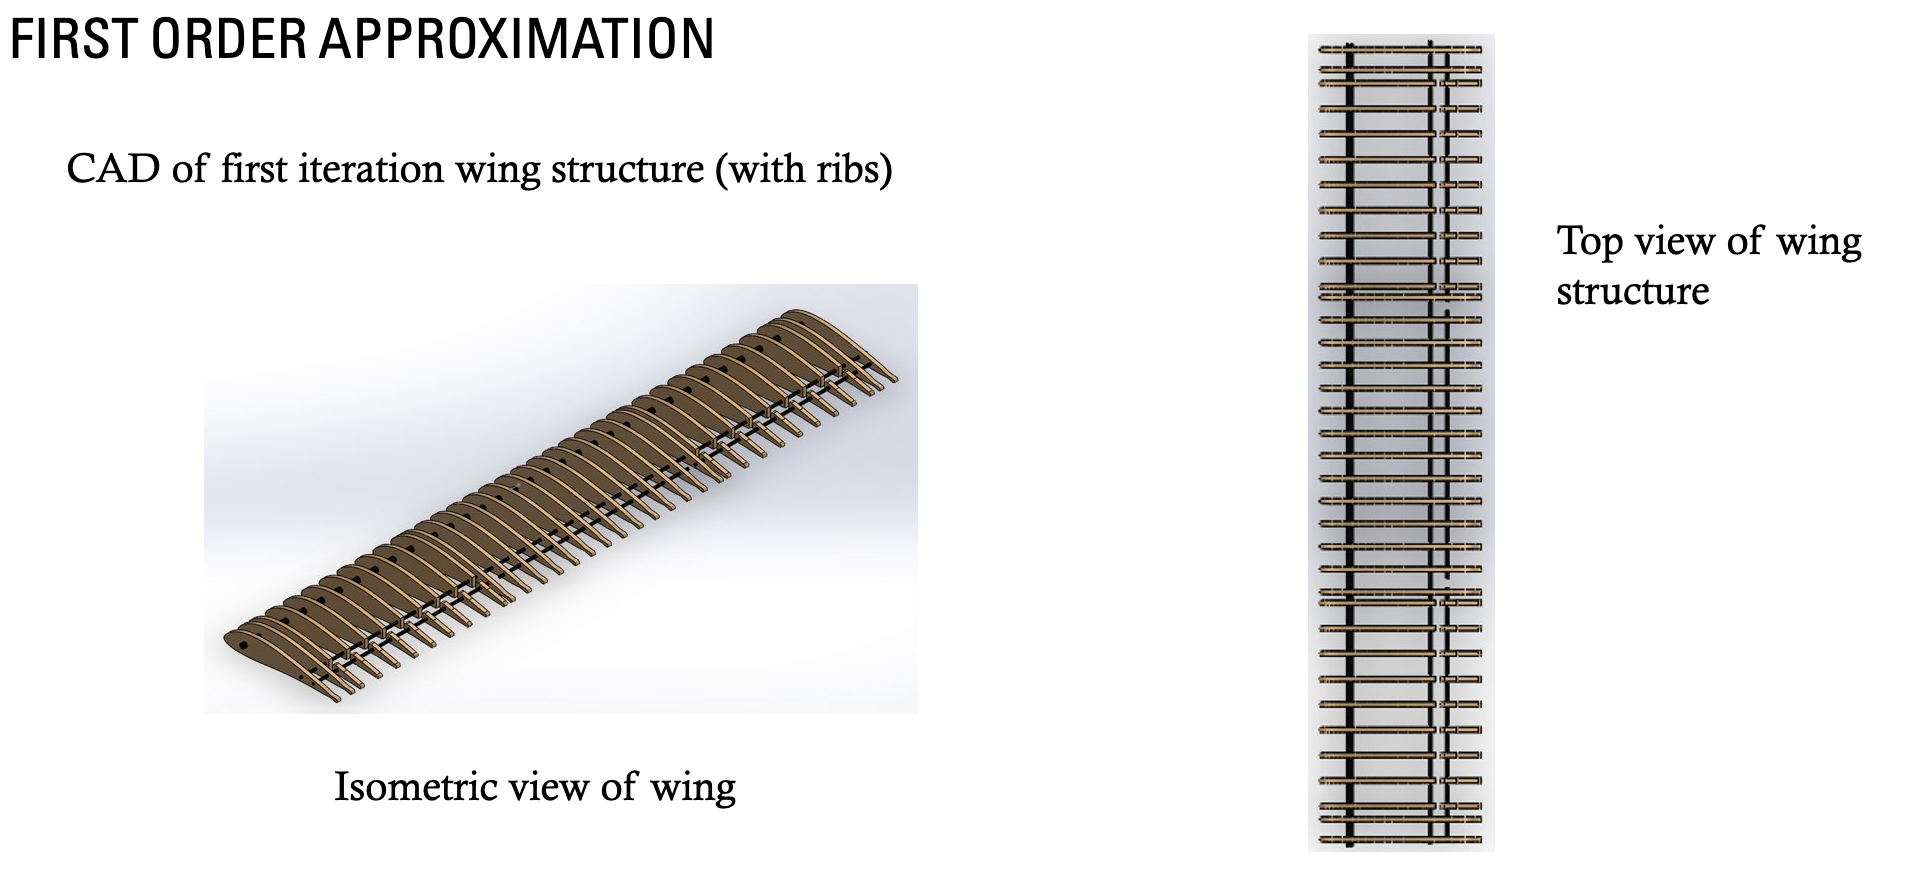 FIRST ORDER APPROXIMATION
CAD of first iteration wing structure (with ribs)
Top view of wing
structure
Isometric view of wing